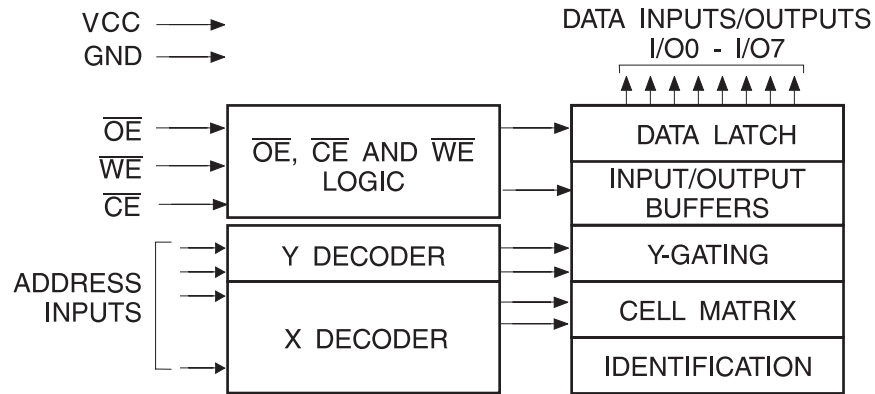 VCC
GND
DATA INPUTS/OUTPUTS
I/O0 - I/O7
OE
WE
CE
OE, CE AND WE
LOGIC
DATA LATCH
INPUT/OUTPUT
BUFFERS
ADDRESS
INPUTS
Y DECODER
Y-GATING
X DECODER
CELL MATRIX
IDENTIFICATION